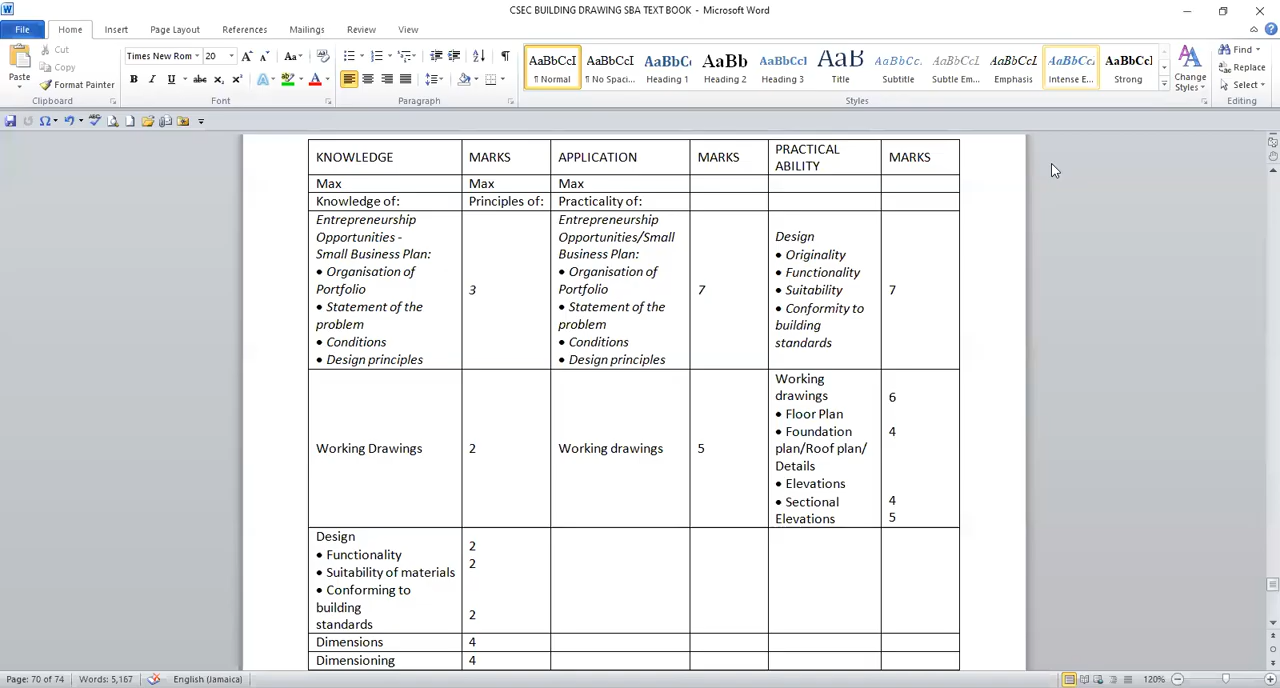 CSEC BUILDING DRAWING SBA TEXT BOOK - Microsoft Word
File Home Insert Page Layout References Mailings Review View
Cut
Copy
Format Painter
Paste
Times New Rom 20
B I U abc x₂ x² A A
AaBbCcI AaBbCcI AaBbCc AaBb AaBbCcI AaB AaBbCc. AaBbCcI AaBbCcI AaBbCcI AaBbCcI
¶ Normal ¶ No Spaci... Heading 1 Heading 2 Heading 3 Title Subtitle Subtle Em... Emphasis Intense E... Strong
Change Styles
Find
Replace
Select
Clipboard Font Paragraph Styles Editing
KNOWLEDGE MARKS APPLICATION MARKS PRACTICAL ABILITY MARKS
Max Max Max
Knowledge of: Principles of: Practicality of:
Entrepreneurship
Opportunities -
Small Business Plan:
• Organisation of
Portfolio
• Statement of the
problem
• Conditions
• Design principles
3
Entrepreneurship
Opportunities/Small
Business Plan:
• Organisation of
Portfolio
• Statement of the
problem
• Conditions
• Design principles
7
Design
• Originality
• Functionality
• Suitability
• Conformity to
building
standards
7
Working Drawings 2 Working drawings 5
Working
drawings
• Floor Plan
• Foundation
plan/Roof plan/
Details
• Elevations
• Sectional
Elevations
6
4
4
5
Design
• Functionality
• Suitability of materials
• Conforming to
building
standards
2
2
2
Dimensions 4
Dimensioning 4
Page: 70 of 74 Words: 5,167 English (Jamaica) 120%